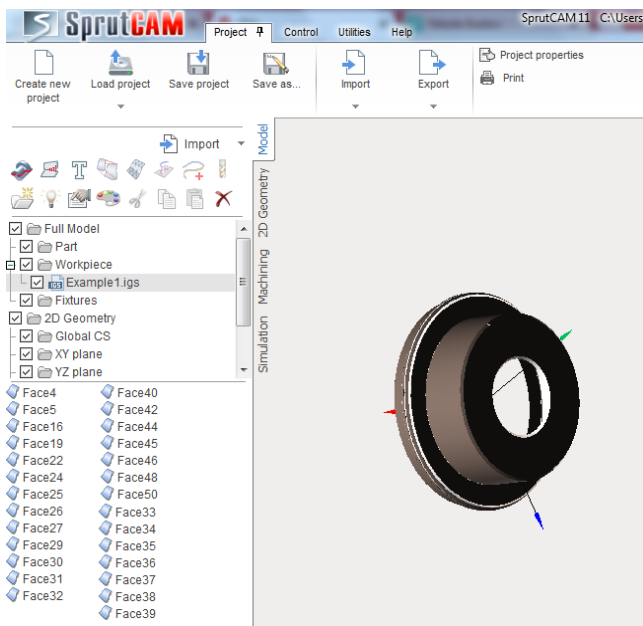 SprutCAM
Project Control Utilities Help
SprutCAM 11 C:\Users
Create new project
Load project
Save project
Save as...
Import
Export
Project properties
Print
Import
Model
2D Geometry
Machining
Simulation
T
Full Model
Part
Workpiece
IGS Example1.igs
Fixtures
2D Geometry
Global CS
XY plane
YZ plane
Face4 Face40
Face5 Face42
Face16 Face44
Face19 Face45
Face22 Face46
Face24 Face48
Face25 Face50
Face26 Face33
Face27 Face34
Face29 Face35
Face30 Face36
Face31 Face37
Face32 Face38
Face39